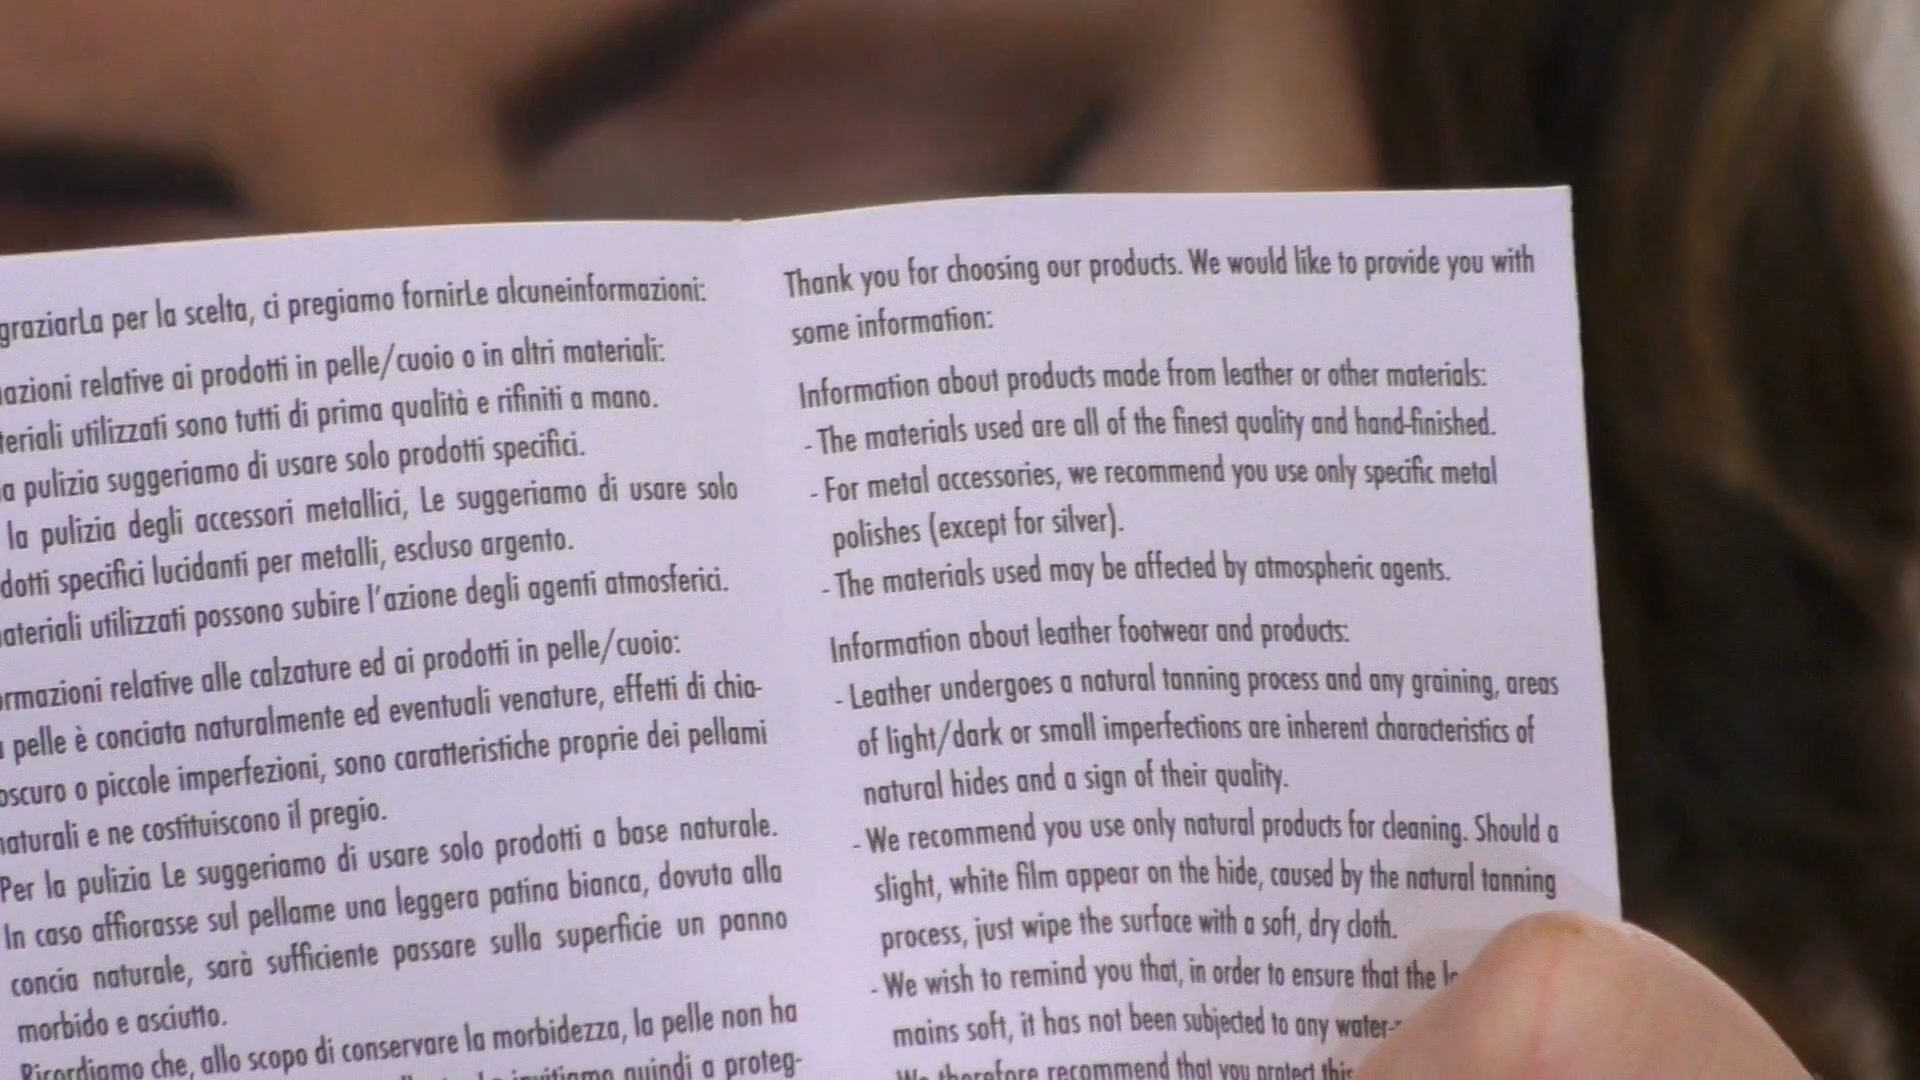 per la scelta, ci pregiamo fornirLe alcuneinformazioni:
relative ai prodotti in pelle/cuoio o in altri materiali:
utilizzati sono tutti di prima qualità e rifiniti a mano.
pulizia suggeriamo di usare solo prodotti specifici.
la pulizia degli accessori metallici, Le suggeriamo di usare solo
specifici lucidanti per metalli, escluso argento.
utilizzati possono subire l'azione degli agenti atmosferici.
relative alle calzature ed ai prodotti in pelle/cuoio:
pelle è conciata naturalmente ed eventuali venature, effetti di chia-
oscuro o piccole imperfezioni, sono caratteristiche proprie dei pellami
naturali e ne costituiscono il pregio.
Per la pulizia Le suggeriamo di usare solo prodotti a base naturale.
In caso affiorasse sul pellame una leggera patina bianca, dovuta alla
concia naturale, sarà sufficiente passare sulla superficie un panno
morbido e asciutto.
Ricordiamo che, allo scopo di conservare la morbidezza, la pelle non ha
invitiamo quindi a proteg-
Thank you for choosing our products. We would like to provide you with
some information:
Information about products made from leather or other materials:
- The materials used are all of the finest quality and hand-finished.
- For metal accessories, we recommend you use only specific metal
polishes (except for silver).
- The materials used may be affected by atmospheric agents.
Information about leather footwear and products:
- Leather undergoes a natural tanning process and any graining, areas
of light/dark or small imperfections are inherent characteristics of
natural hides and a sign of their quality.
- We recommend you use only natural products for cleaning. Should a
slight, white film appear on the hide, caused by the natural tanning
process, just wipe the surface with a soft, dry cloth.
- We wish to remind you that, in order to ensure that the
mains soft, it has not been subjected to any water-
We therefore recommend that you protect this